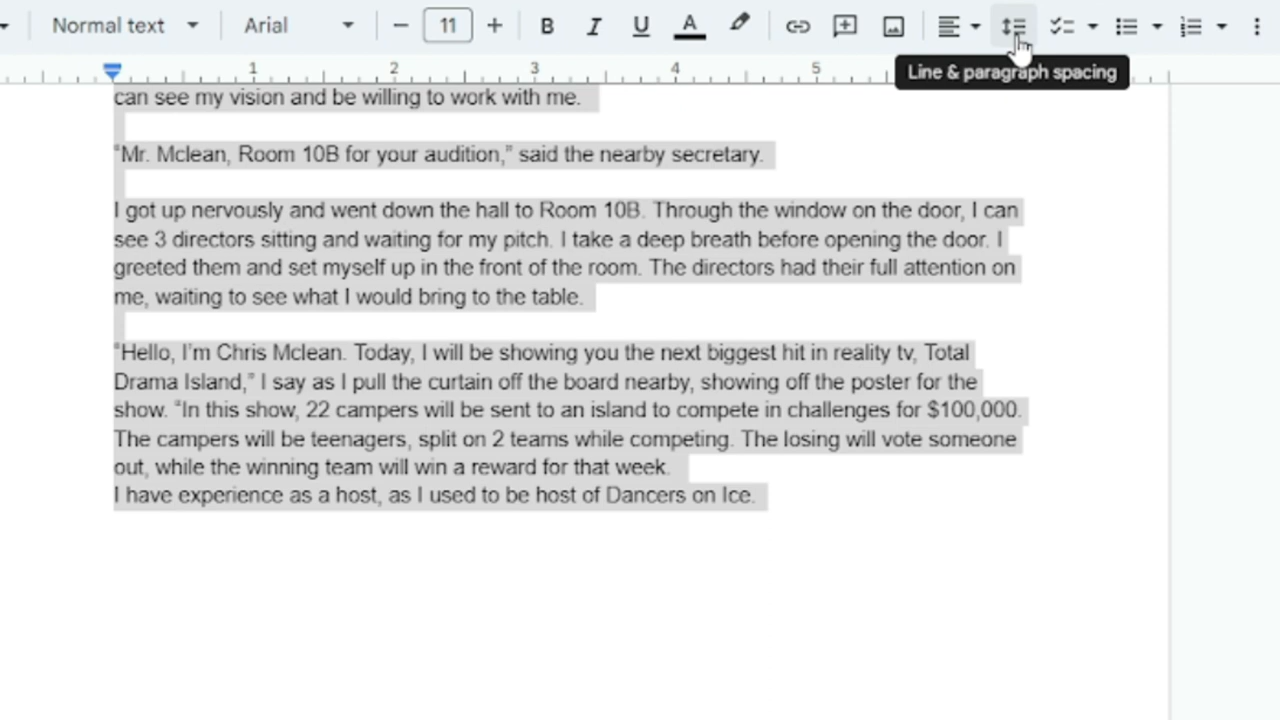 Normal text Arial 11 B I U A
1 2 3 4 5
Line & paragraph spacing
can see my vision and be willing to work with me.
“Mr. Mclean, Room 10B for your audition,” said the nearby secretary.
I got up nervously and went down the hall to Room 10B. Through the window on the door, I can
see 3 directors sitting and waiting for my pitch. I take a deep breath before opening the door. I
greeted them and set myself up in the front of the room. The directors had their full attention on
me, waiting to see what I would bring to the table.
“Hello, I’m Chris Mclean. Today, I will be showing you the next biggest hit in reality tv, Total
Drama Island,” I say as I pull the curtain off the board nearby, showing off the poster for the
show. “In this show, 22 campers will be sent to an island to compete in challenges for $100,000.
The campers will be teenagers, split on 2 teams while competing. The losing will vote someone
out, while the winning team will win a reward for that week.
I have experience as a host, as I used to be host of Dancers on Ice.